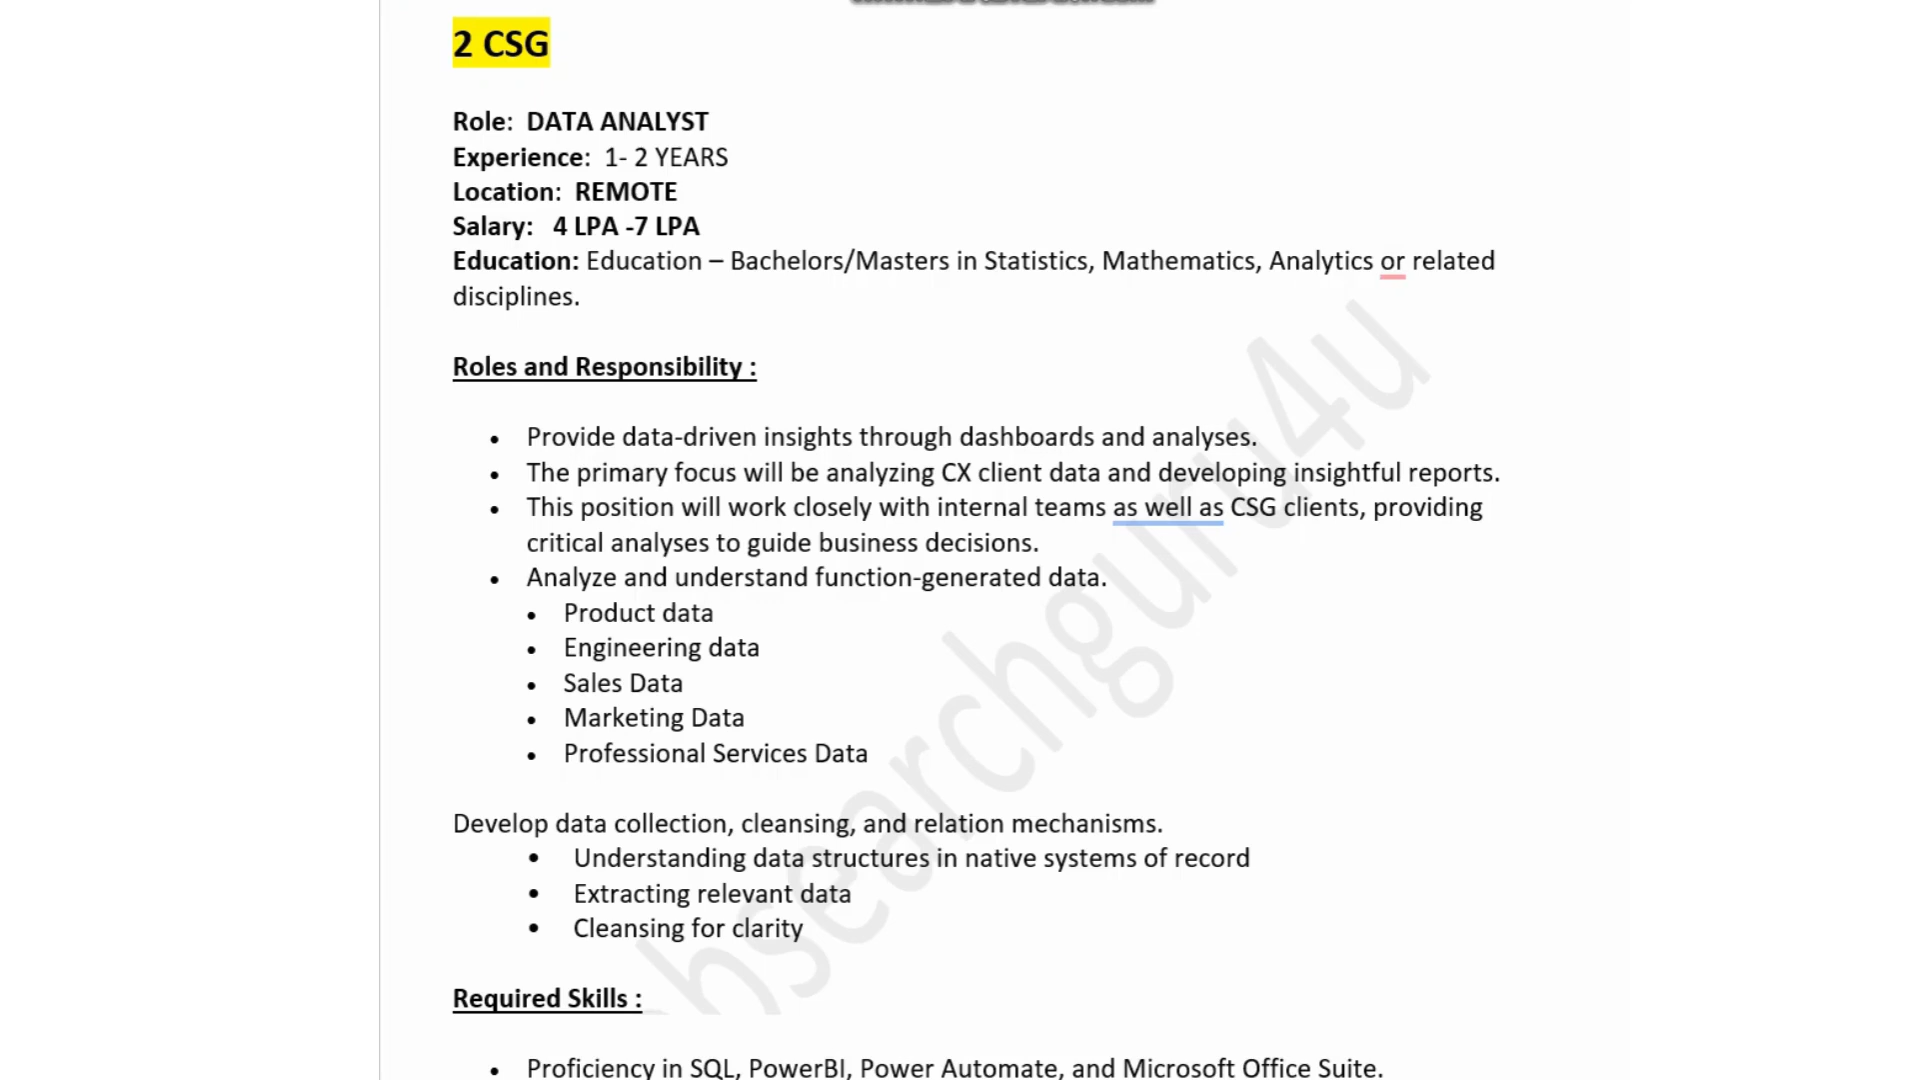 2 CSG
Role: DATA ANALYST
Experience: 1- 2 YEARS
Location: REMOTE
Salary: 4 LPA -7 LPA
Education: Education – Bachelors/Masters in Statistics, Mathematics, Analytics or related
disciplines.
Roles and Responsibility :
• Provide data-driven insights through dashboards and analyses.
• The primary focus will be analyzing CX client data and developing insightful reports.
• This position will work closely with internal teams as well as CSG clients, providing
critical analyses to guide business decisions.
• Analyze and understand function-generated data.
• Product data
• Engineering data
• Sales Data
• Marketing Data
• Professional Services Data
Develop data collection, cleansing, and relation mechanisms.
• Understanding data structures in native systems of record
• Extracting relevant data
• Cleansing for clarity
Required Skills :
• Proficiency in SQL, PowerBI, Power Automate, and Microsoft Office Suite.
hsearchguru4u